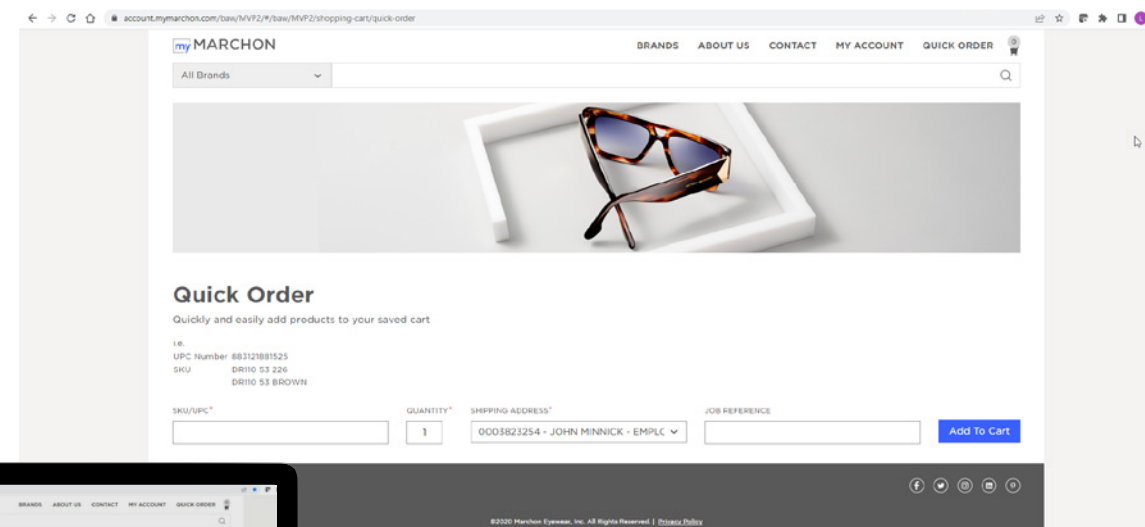 account.mymarchon.com/baw/MVP2/#/baw/MVP2/shopping-cart/quick-order
my MARCHON
BRANDS ABOUT US CONTACT MY ACCOUNT QUICK ORDER 0
All Brands
Quick Order
Quickly and easily add products to your saved cart
i.e.
UPC Number 883121881525
SKU DR110 53 226
DR110 53 BROWN
SKU/UPC* QUANTITY* SHIPPING ADDRESS* JOB REFERENCE
1 0003823254 - JOHN MINNICK - EMPLC Add To Cart
BRANDS ABOUT US CONTACT MY ACCOUNT QUICK ORDER
©2020 Marchon Eyewear, Inc. All Rights Reserved. | Privacy Policy